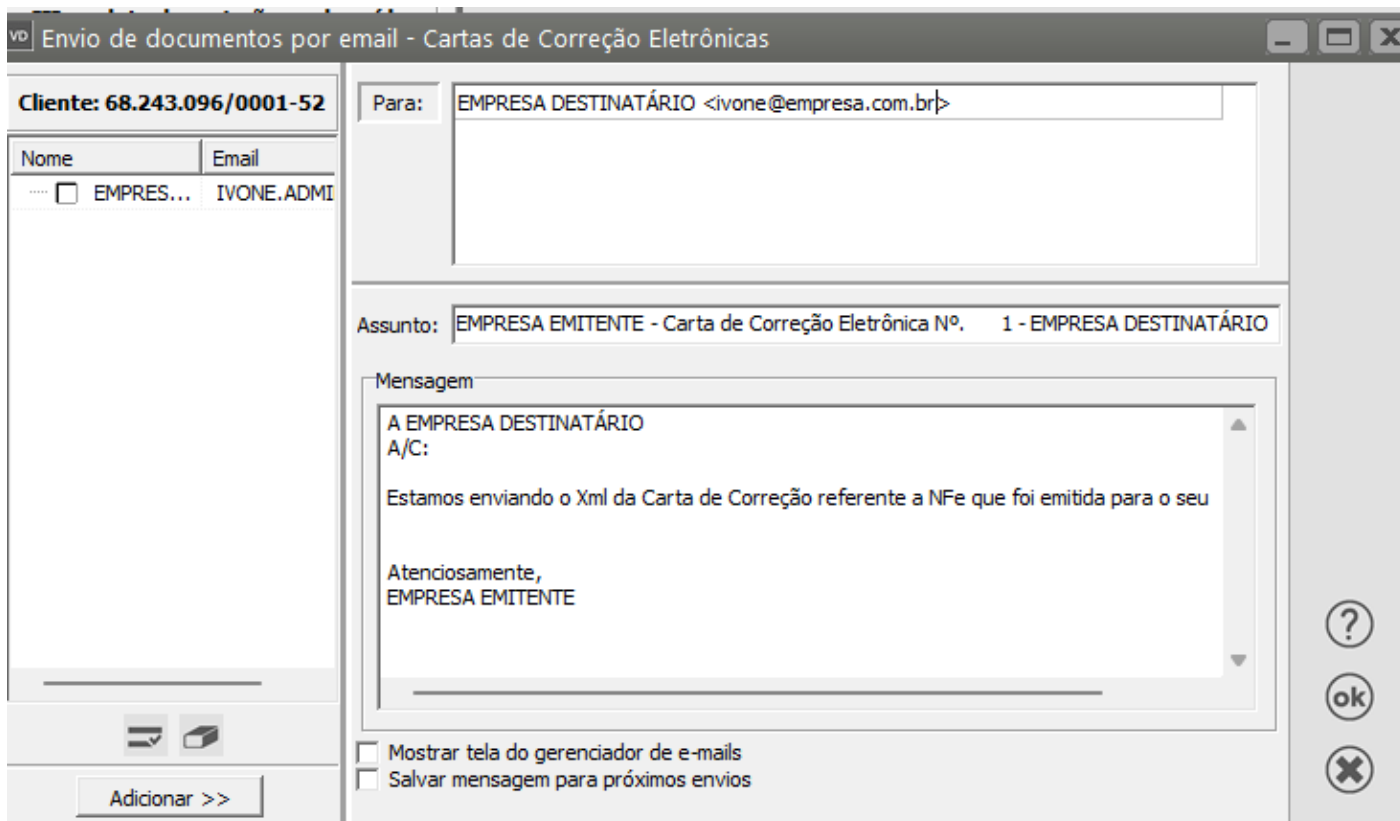 VD Envio de documentos por email - Cartas de Correção Eletrônicas
Cliente: 68.243.096/0001-52
Nome Email
EMPRES... IVONE.ADMI
Adicionar >>
Para: EMPRESA DESTINATÁRIO <ivone@empresa.com.br>
Assunto: EMPRESA EMITENTE - Carta de Correção Eletrônica Nº. 1 - EMPRESA DESTINATÁRIO
Mensagem
A EMPRESA DESTINATÁRIO
A/C:
Estamos enviando o Xml da Carta de Correção referente a NFe que foi emitida para o seu
Atenciosamente,
EMPRESA EMITENTE
Mostrar tela do gerenciador de e-mails
Salvar mensagem para próximos envios
?
ok